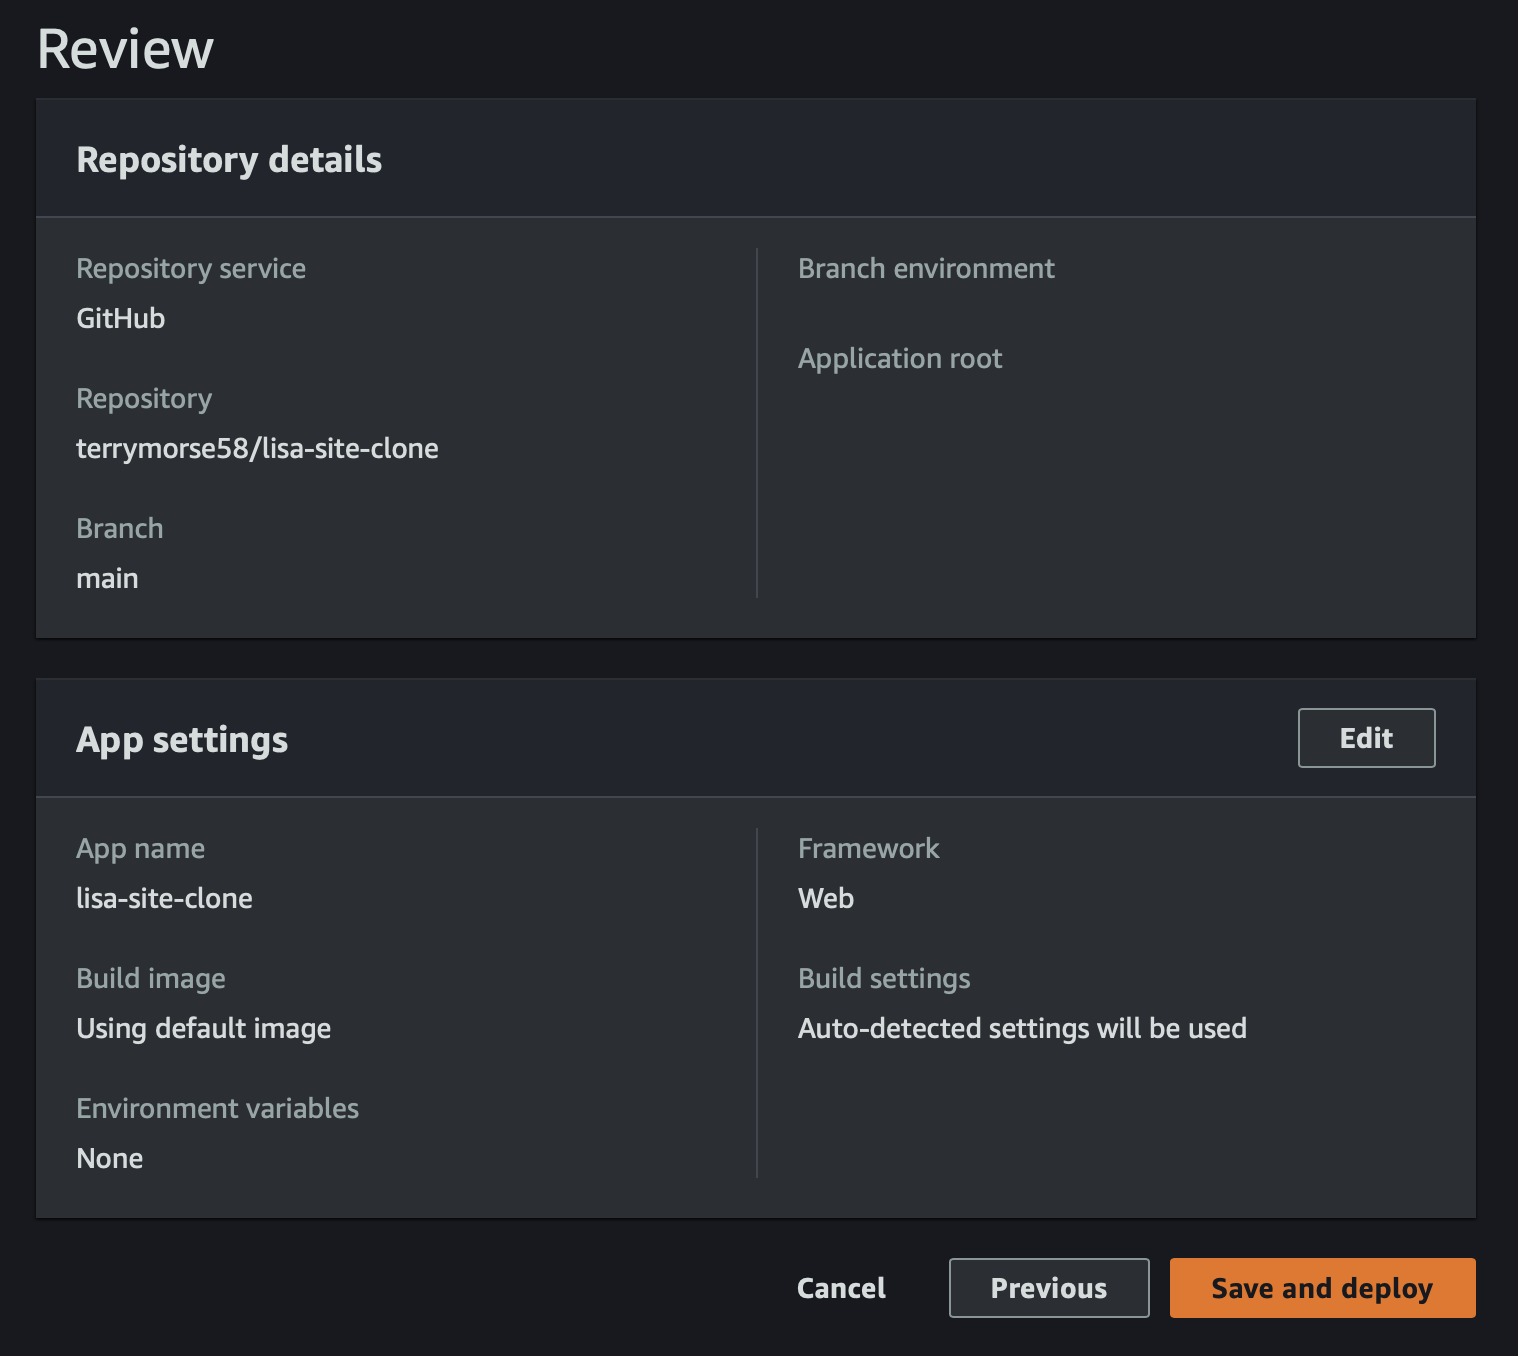 Review
Repository details
Repository service
GitHub
Repository
terrymorse58/lisa-site-clone
Branch
main
Branch environment
Application root
App settings
Edit
App name
lisa-site-clone
Build image
Using default image
Environment variables
None
Framework
Web
Build settings
Auto-detected settings will be used
Cancel
Previous
Save and deploy